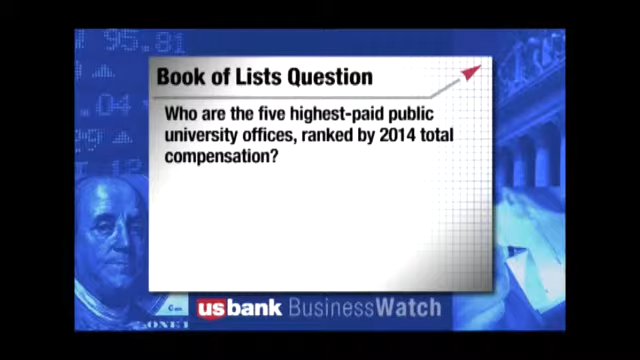 95.81
Book of Lists Question
.04
Who are the five highest-paid public
university offices, ranked by 2014 total
compensation?
usbank BusinessWatch